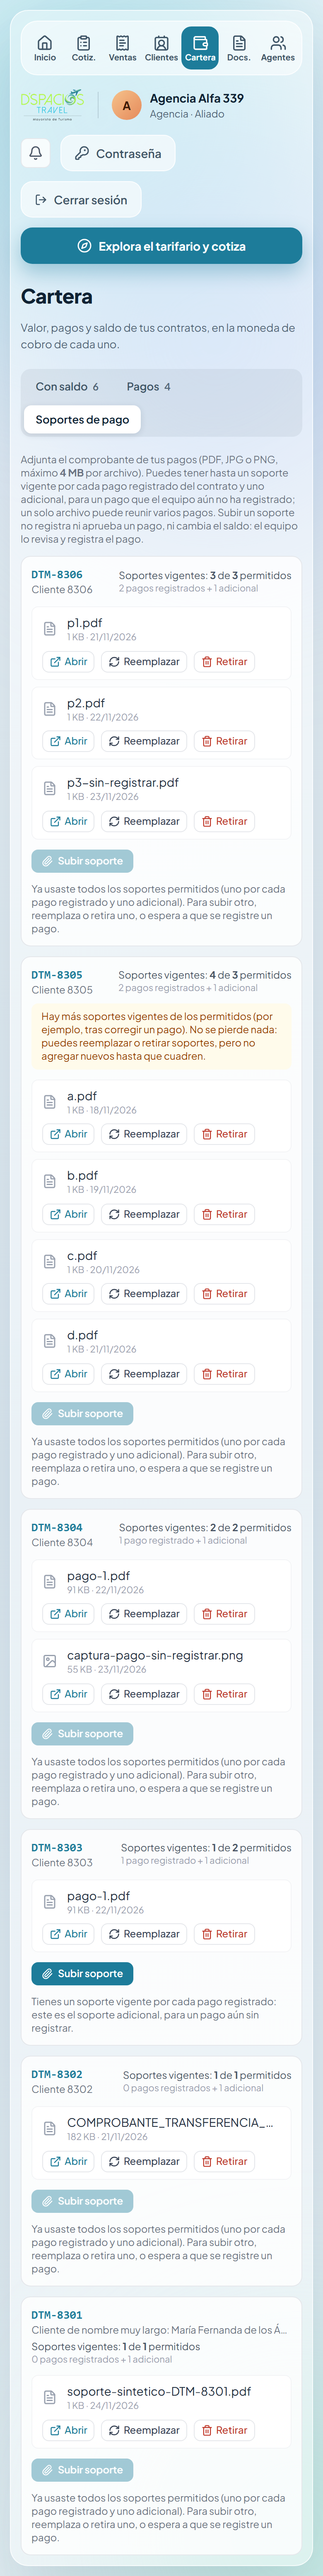 Inicio
Cotiz.
Ventas
Clientes
Cartera
Docs.
Agentes
DSPACIOS
TRAVEL
Mayorista de Turismo
A
Agencia Alfa 339
Agencia · Aliado
Contraseña
Cerrar sesión
Explora el tarifario y cotiza
Cartera
Valor, pagos y saldo de tus contratos, en la moneda de
cobro de cada uno.
Con saldo 6
Pagos 4
Soportes de pago
Adjunta el comprobante de tus pagos (PDF, JPG o PNG,
máximo 4 MB por archivo). Puedes tener hasta un soporte
vigente por cada pago registrado del contrato y uno
adicional, para un pago que el equipo aún no ha registrado;
un solo archivo puede reunir varios pagos. Subir un soporte
no registra ni aprueba un pago, ni cambia el saldo: el equipo
lo revisa y registra el pago.
DTM-8306
Cliente 8306
Soportes vigentes: 3 de 3 permitidos
2 pagos registrados + 1 adicional
p1.pdf
1 KB · 21/11/2026
Abrir
Reemplazar
Retirar
p2.pdf
1 KB · 22/11/2026
Abrir
Reemplazar
Retirar
p3-sin-registrar.pdf
1 KB · 23/11/2026
Abrir
Reemplazar
Retirar
Subir soporte
Ya usaste todos los soportes permitidos (uno por cada
pago registrado y uno adicional). Para subir otro,
reemplaza o retira uno, o espera a que se registre un
pago.
DTM-8305
Cliente 8305
Soportes vigentes: 4 de 3 permitidos
2 pagos registrados + 1 adicional
Hay más soportes vigentes de los permitidos (por
ejemplo, tras corregir un pago). No se pierde nada:
puedes reemplazar o retirar soportes, pero no
agregar nuevos hasta que cuadren.
a.pdf
1 KB · 18/11/2026
Abrir
Reemplazar
Retirar
b.pdf
1 KB · 19/11/2026
Abrir
Reemplazar
Retirar
c.pdf
1 KB · 20/11/2026
Abrir
Reemplazar
Retirar
d.pdf
1 KB · 21/11/2026
Abrir
Reemplazar
Retirar
Subir soporte
Ya usaste todos los soportes permitidos (uno por cada
pago registrado y uno adicional). Para subir otro,
reemplaza o retira uno, o espera a que se registre un
pago.
DTM-8304
Cliente 8304
Soportes vigentes: 2 de 2 permitidos
1 pago registrado + 1 adicional
pago-1.pdf
91 KB · 22/11/2026
Abrir
Reemplazar
Retirar
captura-pago-sin-registrar.png
55 KB · 23/11/2026
Abrir
Reemplazar
Retirar
Subir soporte
Ya usaste todos los soportes permitidos (uno por cada
pago registrado y uno adicional). Para subir otro,
reemplaza o retira uno, o espera a que se registre un
pago.
DTM-8303
Cliente 8303
Soportes vigentes: 1 de 2 permitidos
1 pago registrado + 1 adicional
pago-1.pdf
91 KB · 22/11/2026
Abrir
Reemplazar
Retirar
Subir soporte
Tienes un soporte vigente por cada pago registrado:
este es el soporte adicional, para un pago aún sin
registrar.
DTM-8302
Cliente 8302
Soportes vigentes: 1 de 1 permitidos
0 pagos registrados + 1 adicional
COMPROBANTE_TRANSFERENCIA_...
182 KB · 21/11/2026
Abrir
Reemplazar
Retirar
Subir soporte
Ya usaste todos los soportes permitidos (uno por cada
pago registrado y uno adicional). Para subir otro,
reemplaza o retira uno, o espera a que se registre un
pago.
DTM-8301
Cliente de nombre muy largo: María Fernanda de los Á...
Soportes vigentes: 1 de 1 permitidos
0 pagos registrados + 1 adicional
soporte-sintetico-DTM-8301.pdf
1 KB · 24/11/2026
Abrir
Reemplazar
Retirar
Subir soporte
Ya usaste todos los soportes permitidos (uno por cada
pago registrado y uno adicional). Para subir otro,
reemplaza o retira uno, o espera a que se registre un
pago.